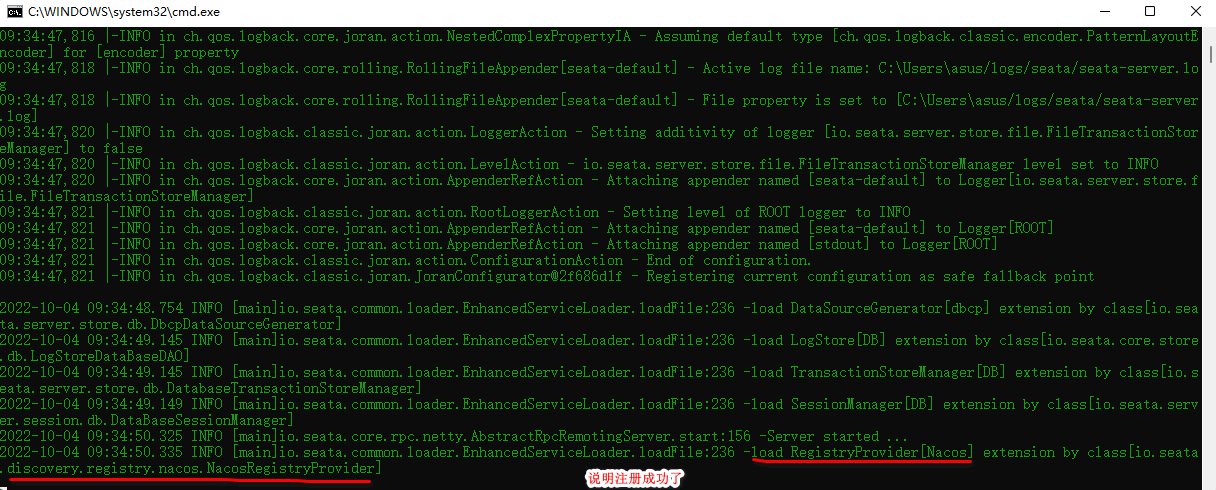 C:\WINDOWS\system32\cmd.exe
09:34:47,816 |-INFO in ch.qos.logback.core.joran.action.NestedComplexPropertyIA - Assuming default type [ch.qos.logback.classic.encoder.PatternLayoutE
ncoder] for [encoder] property
09:34:47,818 |-INFO in ch.qos.logback.core.rolling.RollingFileAppender[seata-default] - Active log file name: C:\Users\asus/logs/seata/seata-server.lo
g
09:34:47,818 |-INFO in ch.qos.logback.core.rolling.RollingFileAppender[seata-default] - File property is set to [C:\Users\asus/logs/seata/seata-server
.log]
09:34:47,820 |-INFO in ch.qos.logback.classic.joran.action.LoggerAction - Setting additivity of logger [io.seata.server.store.file.FileTransactionStor
eManager] to false
09:34:47,820 |-INFO in ch.qos.logback.classic.joran.action.LevelAction - io.seata.server.store.file.FileTransactionStoreManager level set to INFO
09:34:47,820 |-INFO in ch.qos.logback.core.joran.action.AppenderRefAction - Attaching appender named [seata-default] to Logger[io.seata.server.store.f
ile.FileTransactionStoreManager]
09:34:47,821 |-INFO in ch.qos.logback.classic.joran.action.RootLoggerAction - Setting level of ROOT logger to INFO
09:34:47,821 |-INFO in ch.qos.logback.core.joran.action.AppenderRefAction - Attaching appender named [seata-default] to Logger[ROOT]
09:34:47,821 |-INFO in ch.qos.logback.core.joran.action.AppenderRefAction - Attaching appender named [stdout] to Logger[ROOT]
09:34:47,821 |-INFO in ch.qos.logback.classic.joran.action.ConfigurationAction - End of configuration.
09:34:47,821 |-INFO in ch.qos.logback.classic.joran.JoranConfigurator@2f686d1f - Registering current configuration as safe fallback point
2022-10-04 09:34:48.754 INFO [main]io.seata.common.loader.EnhancedServiceLoader.loadFile:236 -load DataSourceGenerator[dbcp] extension by class[io.sea
ta.server.store.db.DbcpDataSourceGenerator]
2022-10-04 09:34:49.145 INFO [main]io.seata.common.loader.EnhancedServiceLoader.loadFile:236 -load LogStore[DB] extension by class[io.seata.core.store
.db.LogStoreDataBaseDAO]
2022-10-04 09:34:49.145 INFO [main]io.seata.common.loader.EnhancedServiceLoader.loadFile:236 -load TransactionStoreManager[DB] extension by class[io.s
eata.server.store.db.DatabaseTransactionStoreManager]
2022-10-04 09:34:49.149 INFO [main]io.seata.common.loader.EnhancedServiceLoader.loadFile:236 -load SessionManager[DB] extension by class[io.seata.serv
er.session.db.DataBaseSessionManager]
2022-10-04 09:34:50.325 INFO [main]io.seata.core.rpc.netty.AbstractRpcRemotingServer.start:156 -Server started ...
2022-10-04 09:34:50.335 INFO [main]io.seata.common.loader.EnhancedServiceLoader.loadFile:236 -load RegistryProvider[Nacos] extension by class[io.seata
.discovery.registry.nacos.NacosRegistryProvider]
说明注册成功了